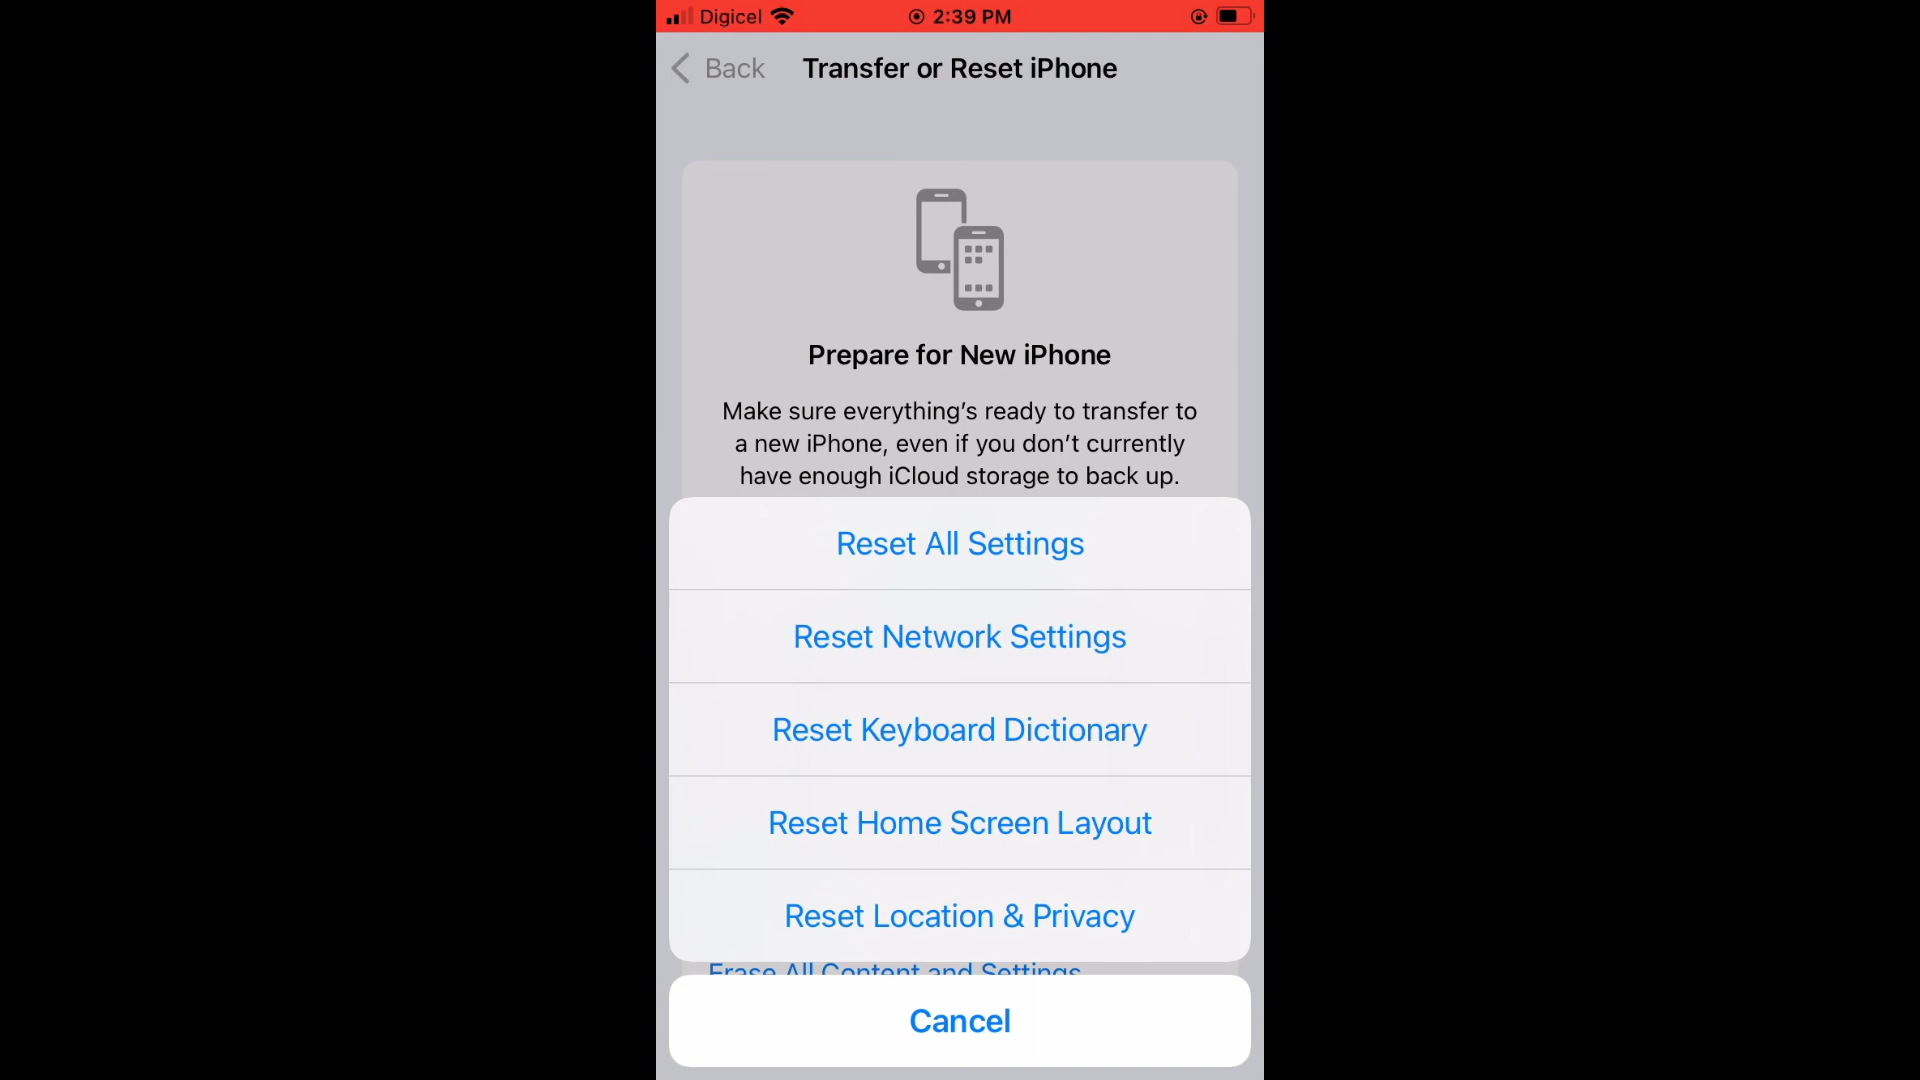 Digicel 2:39 PM
Back Transfer or Reset iPhone
Prepare for New iPhone
Make sure everything’s ready to transfer to
a new iPhone, even if you don’t currently
have enough iCloud storage to back up.
Reset All Settings
Reset Network Settings
Reset Keyboard Dictionary
Reset Home Screen Layout
Reset Location & Privacy
Erase All Content and Settings
Cancel